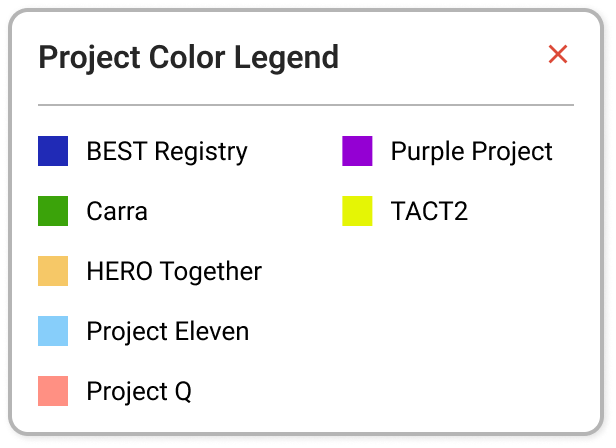 Project Color Legend
BEST Registry
Carra
HERO Together
Project Eleven
Project Q
Purple Project
TACT2